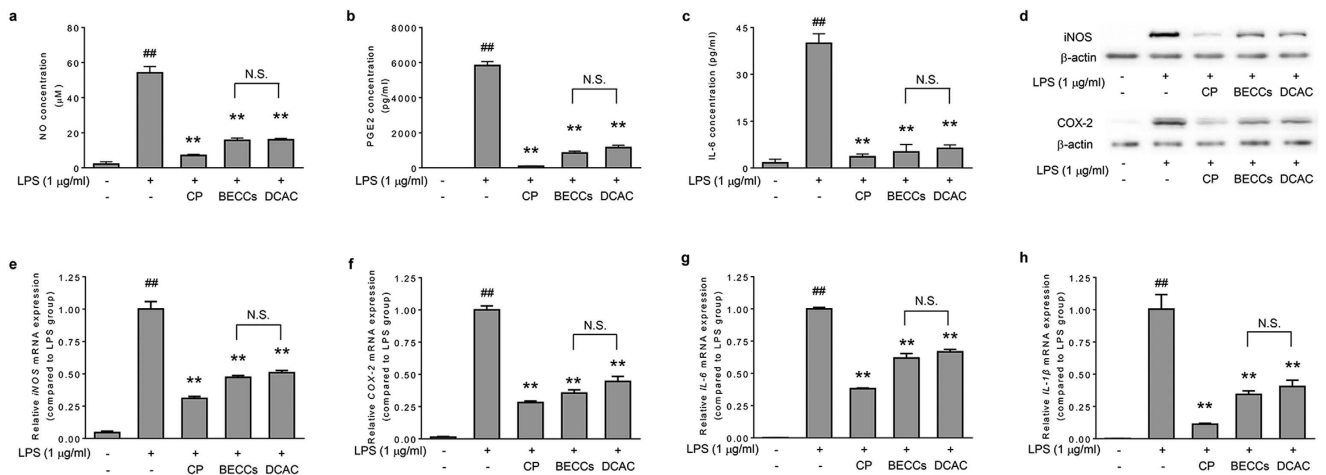 a
NO concentration
(μM)
80
60
40
20
0
##
**
**
**
N.S.
LPS (1 μg/ml)
- + + + +
- - CP BECCs DCAC
b
PGE2 concentration
(pg/ml)
8000
6000
4000
2000
0
##
**
**
**
N.S.
LPS (1 μg/ml)
- + + + +
- - CP BECCs DCAC
c
IL-6 concentration (pg/ml)
45
30
15
0
##
**
**
**
N.S.
LPS (1 μg/ml)
- + + + +
- - CP BECCs DCAC
d
iNOS
β-actin
LPS (1 μg/ml)
- + + + +
- - CP BECCs DCAC
COX-2
β-actin
LPS (1 μg/ml)
- + + + +
- - CP BECCs DCAC
e
Relative iNOS mRNA expression
(compared to LPS group)
1.25
1.00
0.75
0.50
0.25
0.00
##
**
**
**
N.S.
LPS (1 μg/ml)
- + + + +
- - CP BECCs DCAC
f
Relative COX-2 mRNA expression
(compared to LPS group)
1.25
1.00
0.75
0.50
0.25
0.00
##
**
**
**
N.S.
LPS (1 μg/ml)
- + + + +
- - CP BECCs DCAC
g
Relative IL-6 mRNA expression
(compared to LPS group)
1.25
1.00
0.75
0.50
0.25
0.00
##
**
**
**
N.S.
LPS (1 μg/ml)
- + + + +
- - CP BECCs DCAC
h
Relative IL-1β mRNA expression
(compared to LPS group)
1.25
1.00
0.75
0.50
0.25
0.00
##
**
**
**
N.S.
LPS (1 μg/ml)
- + + + +
- - CP BECCs DCAC